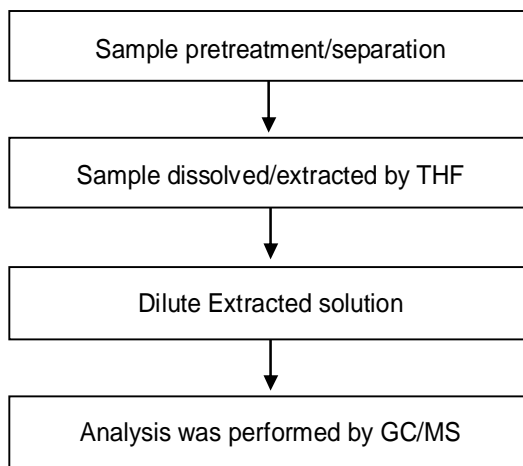 Sample pretreatment/separation
Sample dissolved/extracted by THF
Dilute Extracted solution
Analysis was performed by GC/MS